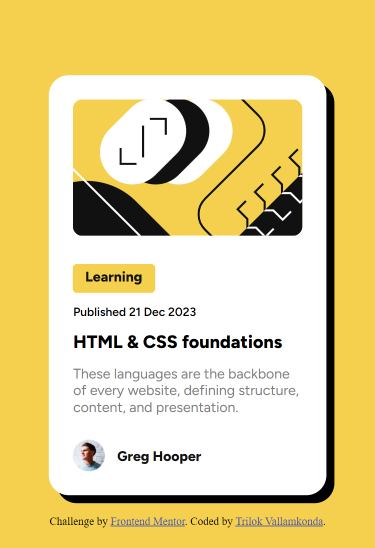 Learning
Published 21 Dec 2023
HTML & CSS foundations
These languages are the backbone
of every website, defining structure,
content, and presentation.
Greg Hooper
Challenge by Frontend Mentor. Coded by Trilok Vallamkonda.